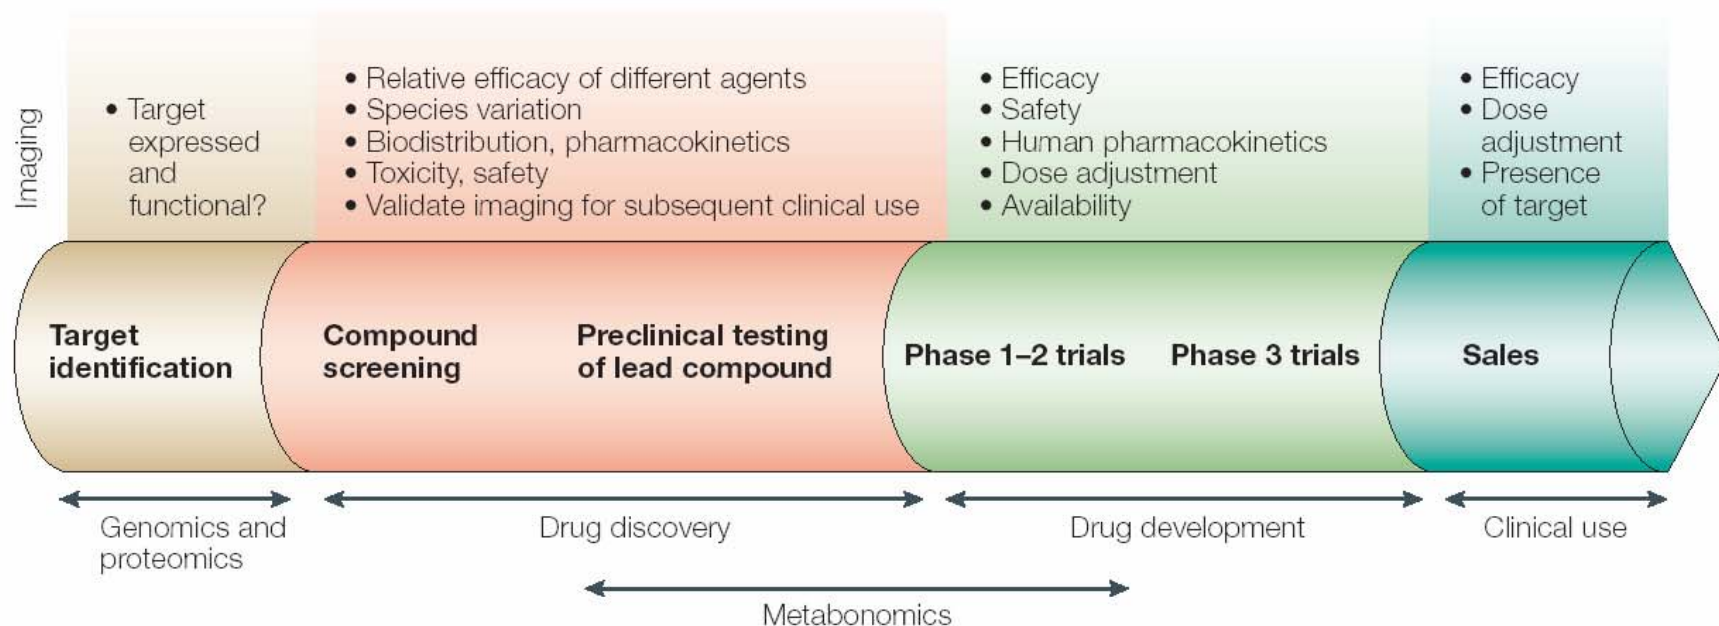 Imaging
• Target
expressed
and
functional?
• Relative efficacy of different agents
• Species variation
• Biodistribution, pharmacokinetics
• Toxicity, safety
• Validate imaging for subsequent clinical use
• Efficacy
• Safety
• Human pharmacokinetics
• Dose adjustment
• Availability
• Efficacy
• Dose
adjustment
• Presence
of target
Target
identification
Compound
screening
Preclinical testing
of lead compound
Phase 1–2 trials
Phase 3 trials
Sales
Genomics and
proteomics
Drug discovery
Drug development
Clinical use
Metabonomics